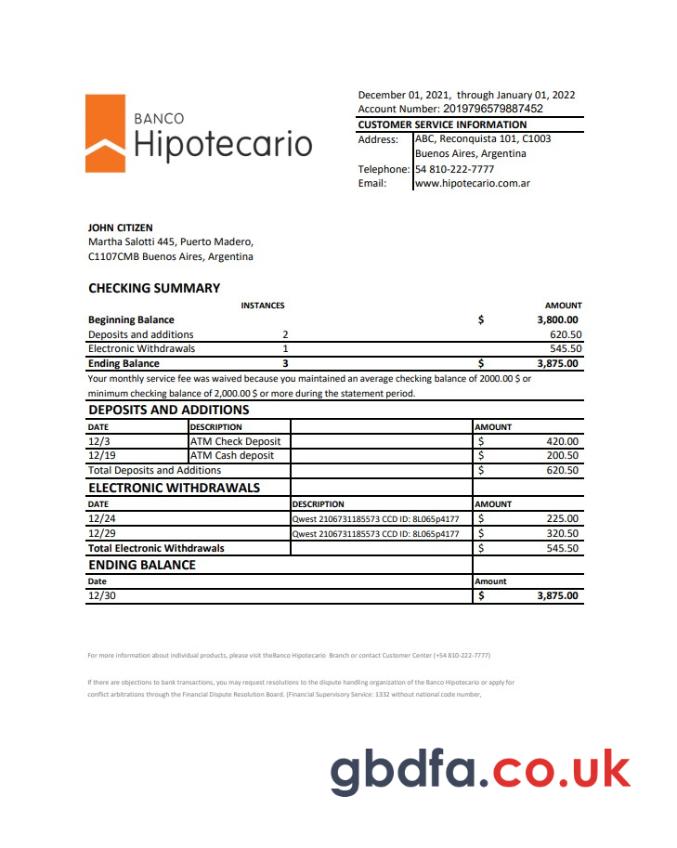 BANCO
Hipotecario
December 01, 2021,  through January 01, 2022
Account Number: 2019796579887452
CUSTOMER SERVICE INFORMATION
Address: ABC, Reconquista 101, C1003
Buenos Aires, Argentina
Telephone: 54 810-222-7777
Email: www.hipotecario.com.ar
JOHN CITIZEN
Martha Salotti 445, Puerto Madero,
C1107CMB Buenos Aires, Argentina
CHECKING SUMMARY
INSTANCES AMOUNT
Beginning Balance $ 3,800.00
Deposits and additions 2 620.50
Electronic Withdrawals 1 545.50
Ending Balance 3 $ 3,875.00
Your monthly service fee was waived because you maintained an average checking balance of 2000.00 $ or
minimum checking balance of 2,000.00 $ or more during the statement period.
DEPOSITS AND ADDITIONS
DATE DESCRIPTION AMOUNT
12/3 ATM Check Deposit $ 420.00
12/19 ATM Cash deposit $ 200.50
Total Deposits and Additions $ 620.50
ELECTRONIC WITHDRAWALS
DATE DESCRIPTION AMOUNT
12/24 Qwest 2106731185573 CCD ID: 8L065p4177 $ 225.00
12/29 Qwest 2106731185573 CCD ID: 8L065p4177 $ 320.50
Total Electronic Withdrawals $ 545.50
ENDING BALANCE
Date Amount
12/30 $ 3,875.00
For more information about individual products, please visit theBanco Hipotecario  Branch or contact Customer Center (+54 810-222-7777)
If there are objections to bank transactions, you may request resolutions to the dispute handling organization of the Banco Hipotecario or apply for
conflict arbitrations through the Financial Dispute Resolution Board. (Financial Supervisory Service: 1332 without national code number,
gbdfa.co.uk